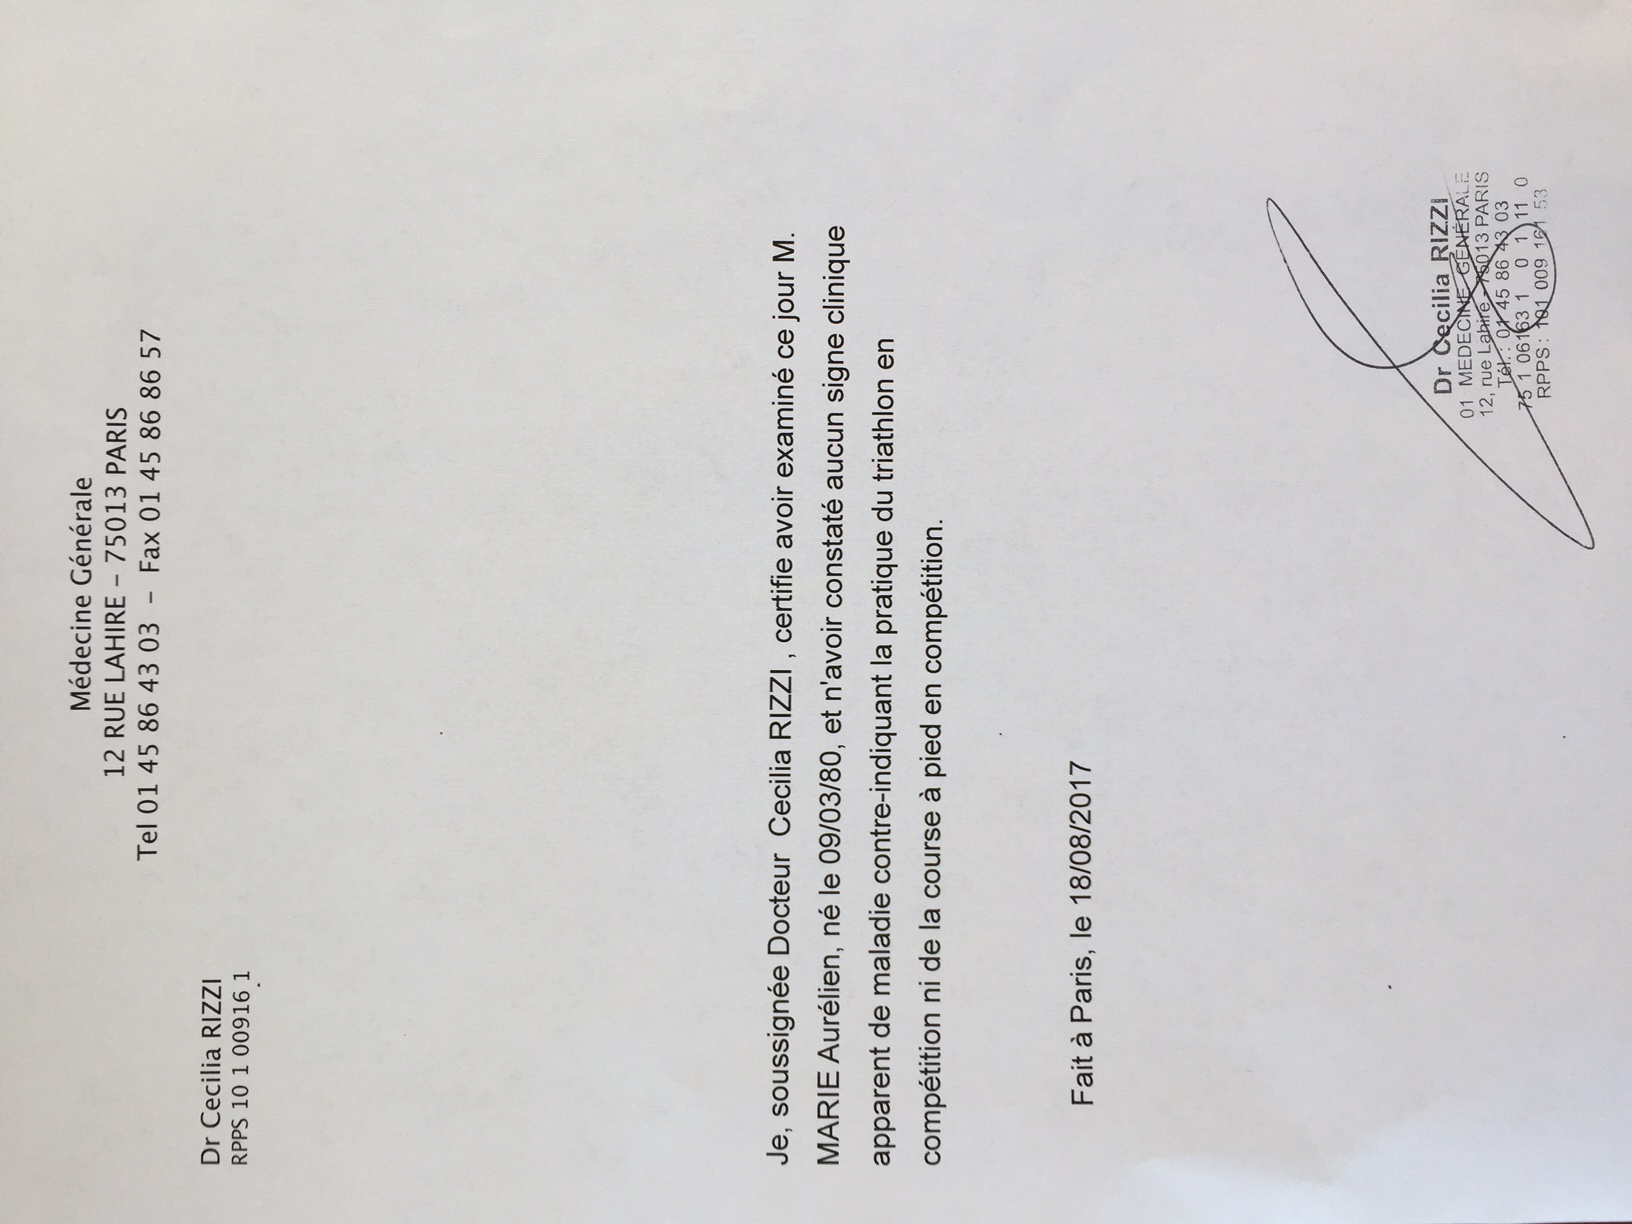 Médecine Générale
12 RUE LAHIRE – 75013 PARIS
Tel 01 45 86 43 03 – Fax 01 45 86 86 57
Dr Cecilia RIZZI
RPPS 10 1 00916 1
Je, soussignée Docteur Cecilia RIZZI , certifie avoir examiné ce jour M.
MARIE Aurélien, né le 09/03/80, et n'avoir constaté aucun signe clinique
apparent de maladie contre-indiquant la pratique du triathlon en
compétition ni de la course à pied en compétition.
Fait à Paris, le 18/08/2017
Dr Cecilia RIZZI
01 MEDECINE GÉNÉRALE
12, rue Lahire - 75013 PARIS
Tél. : 01 45 86 43 03
75 1 06163 1 0 1 11 0
RPPS : 101 009 161 53